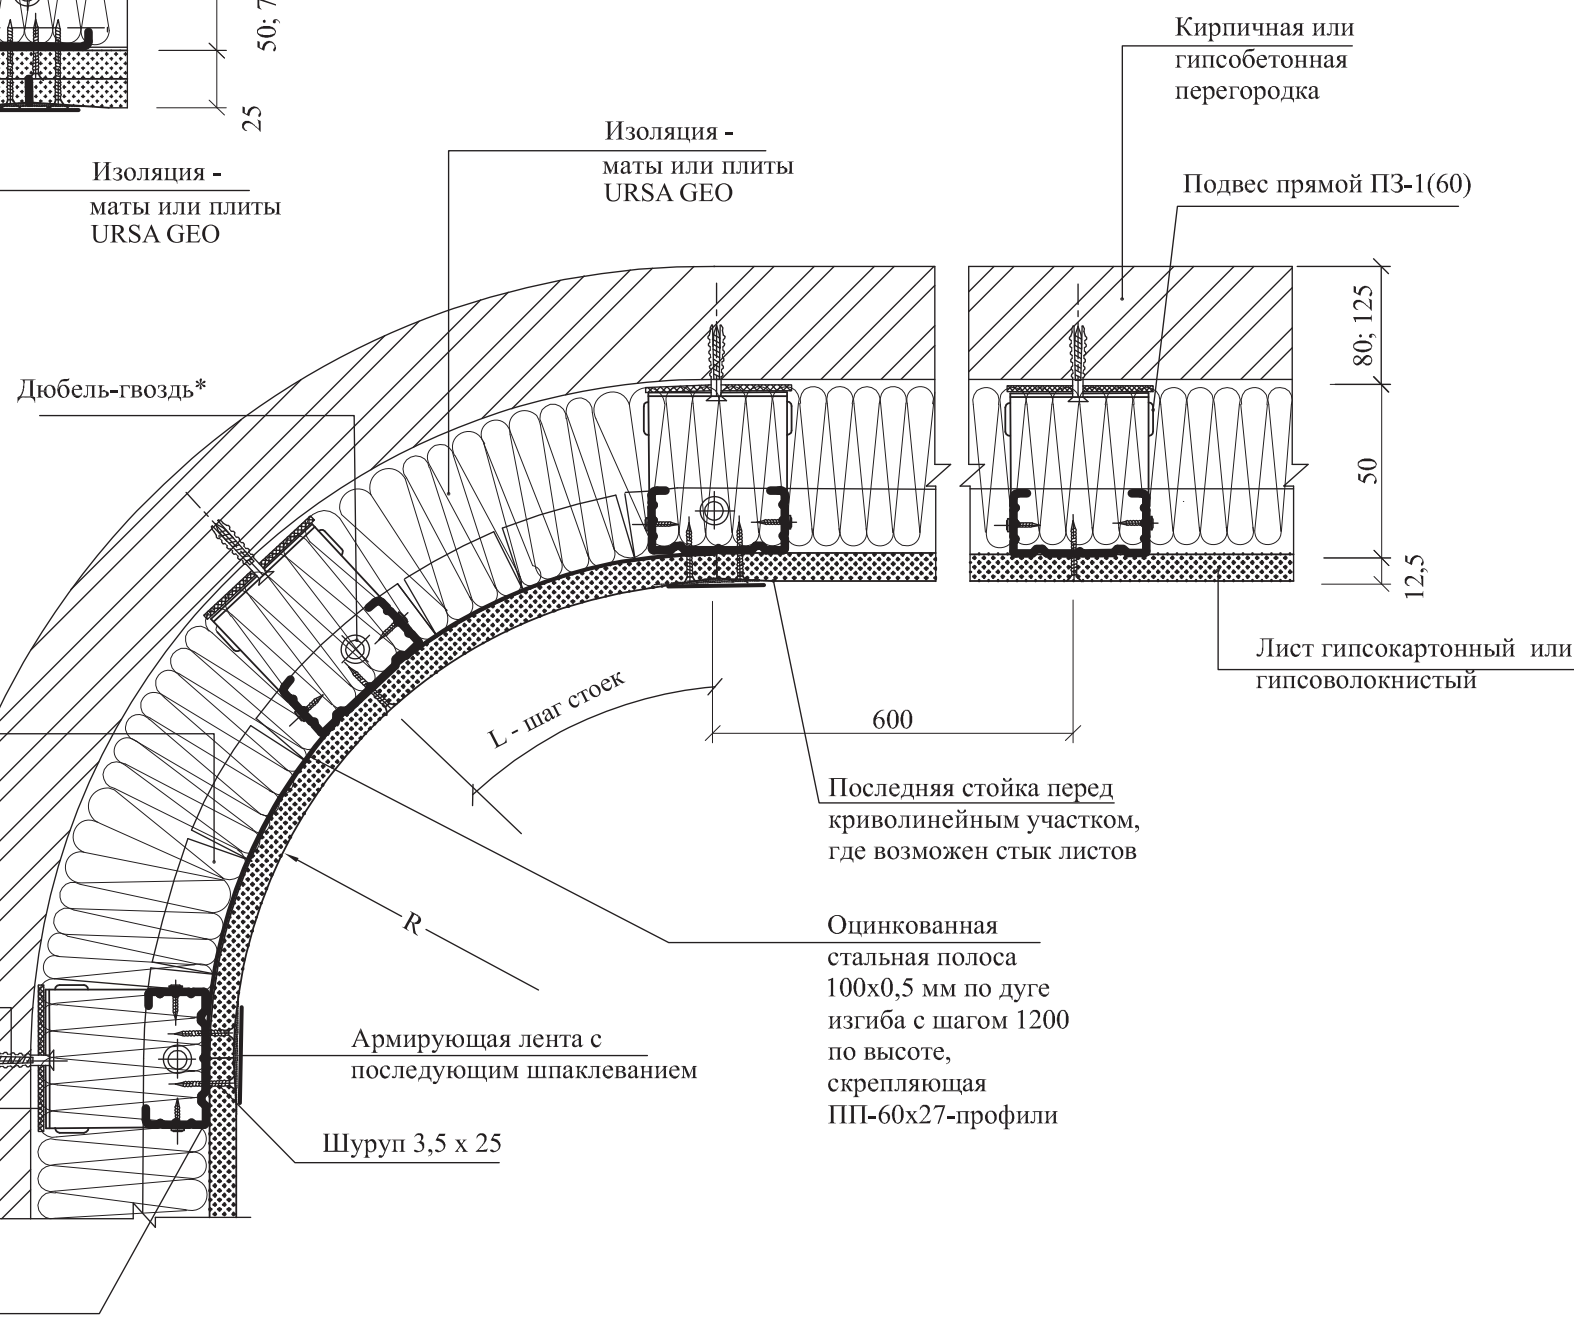 50; 7
25
Изоляция -
маты или плиты
URSA GEO
Изоляция -
маты или плиты
URSA GEO
Кирпичная или
гипсобетонная
перегородка
Подвес прямой ПЗ-1(60)
80; 125
50
12,5
Дюбель-гвоздь*
Лист гипсокартонный или
гипсоволокнистый
L - шаг стоек
600
Последняя стойка перед
криволинейным участком,
где возможен стык листов
R
Оцинкованная
стальная полоса
100х0,5 мм по дуге
изгиба с шагом 1200
по высоте,
скрепляющая
ПП-60х27-профили
Армирующая лента с
последующим шпаклеванием
Шуруп 3,5 х 25